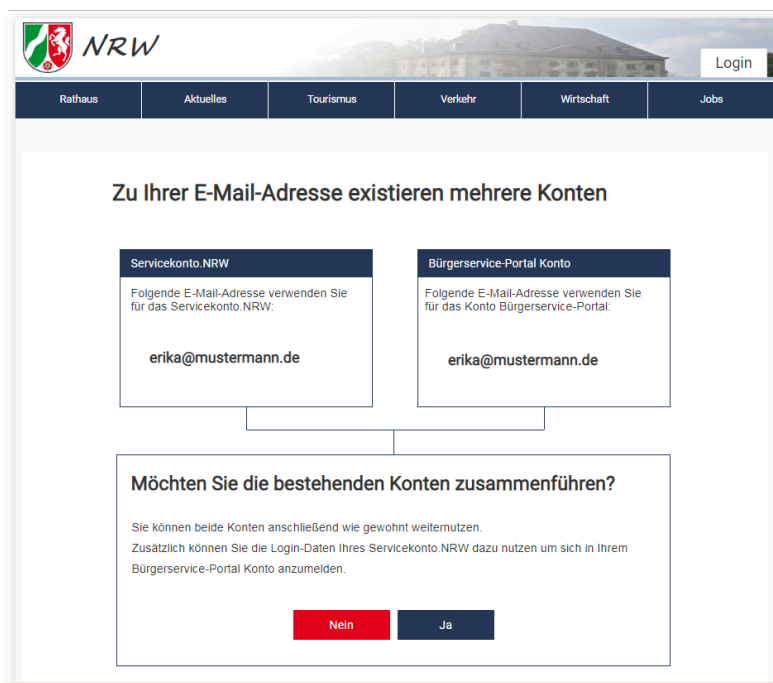 NRW
Login
Rathaus
Aktuelles
Tourismus
Verkehr
Wirtschaft
Jobs
Zu Ihrer E-Mail-Adresse existieren mehrere Konten
Servicekonto.NRW
Folgende E-Mail-Adresse verwenden Sie
für das Servicekonto.NRW:
erika@mustermann.de
Bürgerservice-Portal Konto
Folgende E-Mail-Adresse verwenden Sie
für das Konto Bürgerservice-Portal:
erika@mustermann.de
Möchten Sie die bestehenden Konten zusammenführen?
Sie können beide Konten anschließend wie gewohnt weiternutzen.
Zusätzlich können Sie die Login-Daten Ihres Servicekonto.NRW dazu nutzen um sich in Ihrem
Bürgerservice-Portal Konto anzumelden.
Nein
Ja